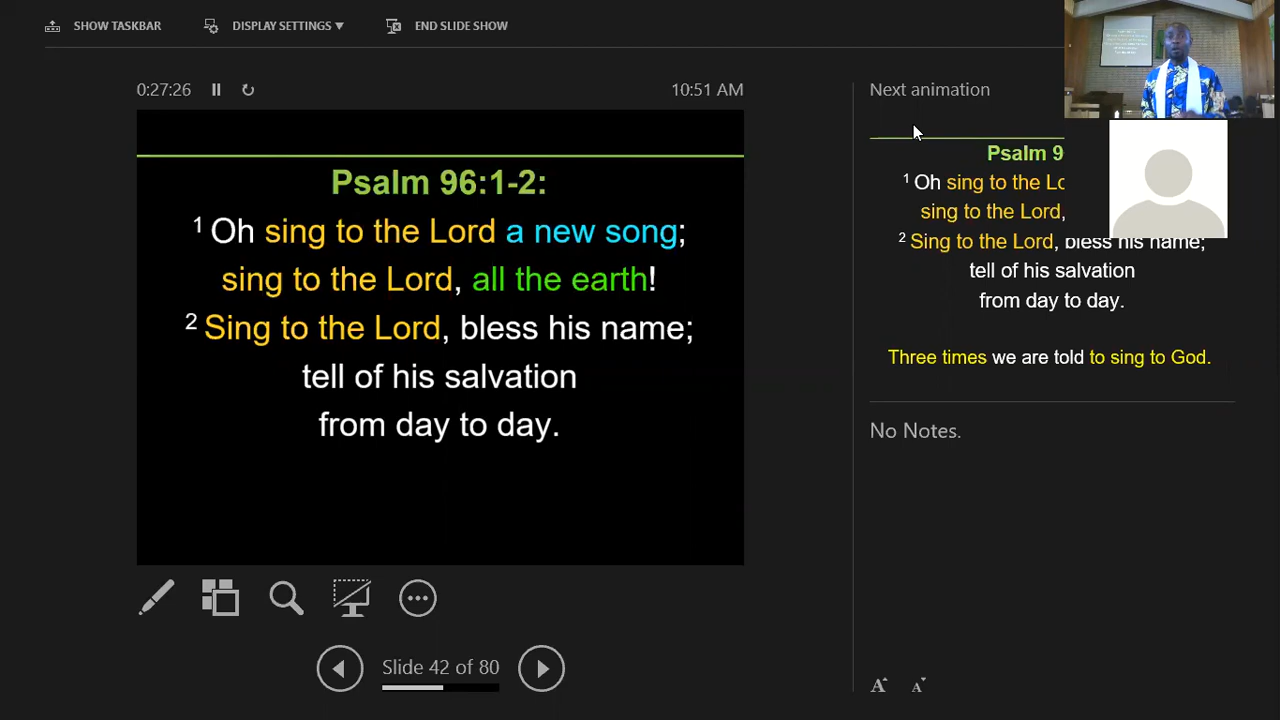 SHOW TASKBAR
DISPLAY SETTINGS ▼
END SLIDE SHOW
0:27:26
10:51 AM
Psalm 96:1-2:
1 Oh sing to the Lord a new song;
sing to the Lord, all the earth!
2 Sing to the Lord, bless his name;
tell of his salvation
from day to day.
Slide 42 of 80
Next animation
Psalm 9
1 Oh sing to the Lo
sing to the Lord,
2 Sing to the Lord, bless his name;
tell of his salvation
from day to day.
Three times we are told to sing to God.
No Notes.
A A